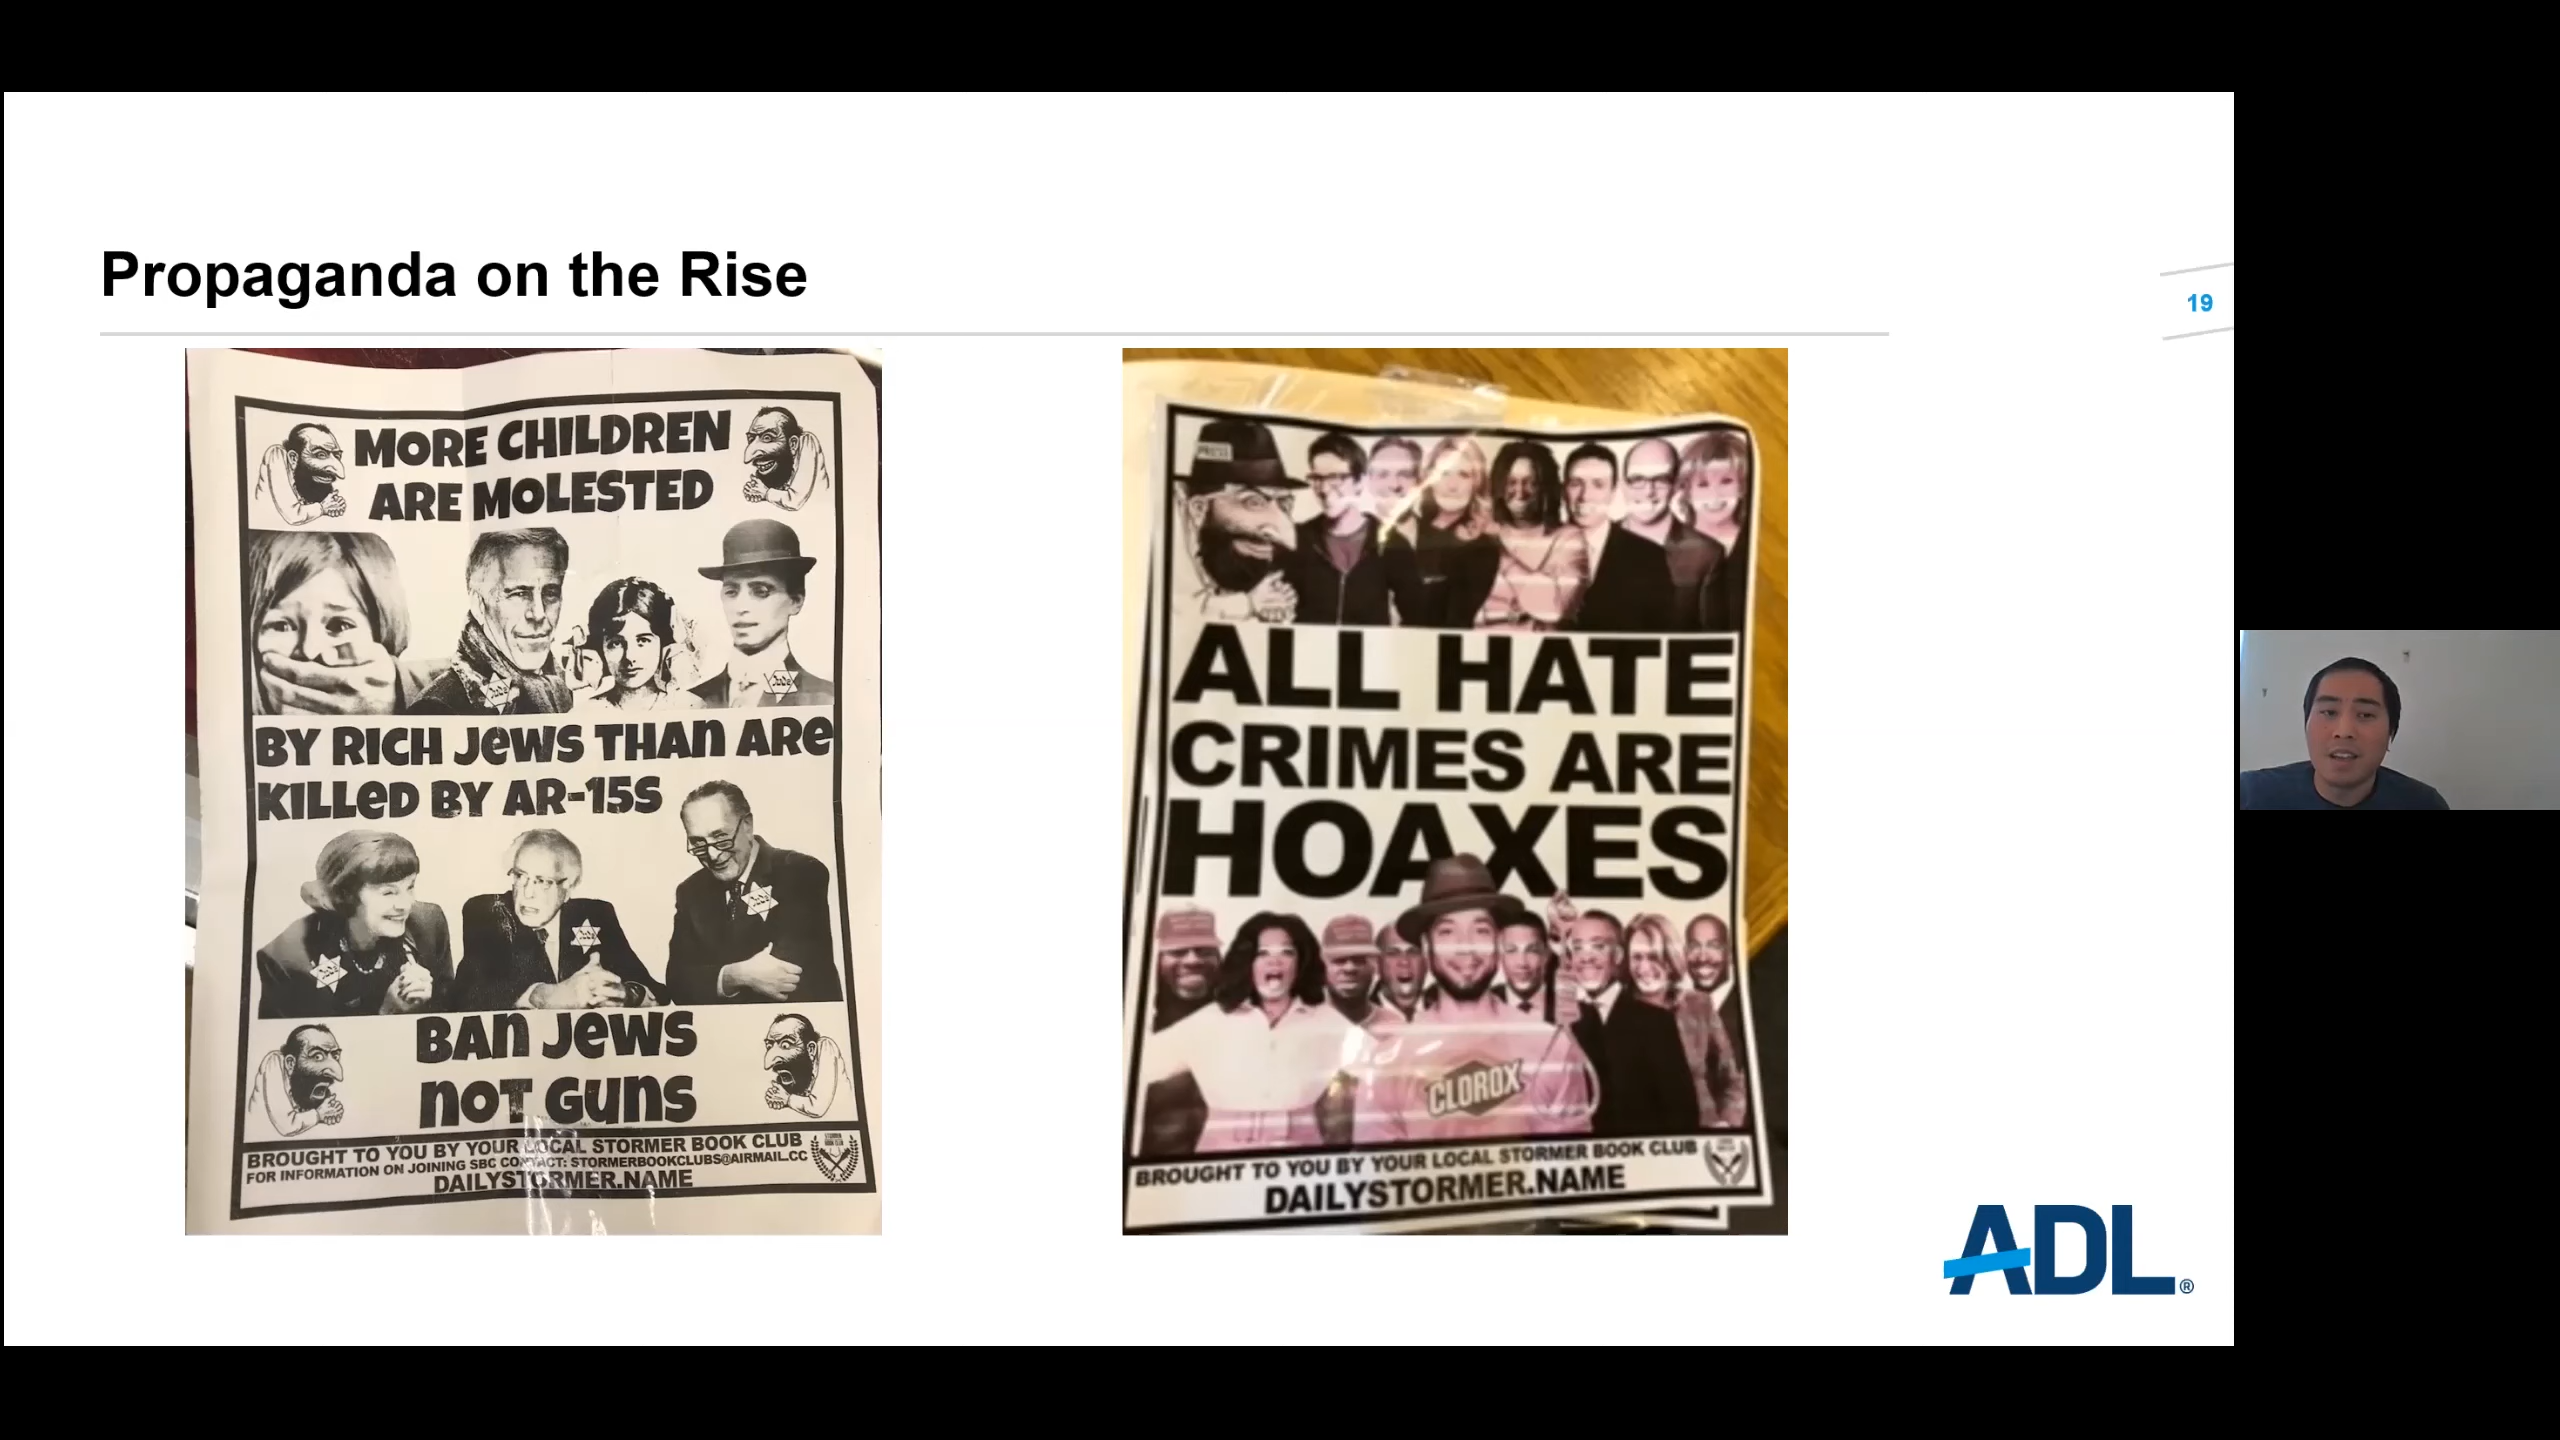 Propaganda on the Rise
19
MORE CHILDREN
ARE MOLESTED
BY RICH JEWS THAN ARE
KILLED BY AR-15S
BAN JEWS
NOT GUNS
BROUGHT TO YOU BY YOUR LOCAL STORMER BOOK CLUB
FOR INFORMATION ON JOINING SBC CONTACT: STORMERBOOKCLUBS@AIRMAIL.CC
DAILYSTORMER.NAME
PRESS
ALL HATE
CRIMES ARE
HOAXES
CLOROX
BROUGHT TO YOU BY YOUR LOCAL STORMER BOOK CLUB
DAILYSTORMER.NAME
ADL®